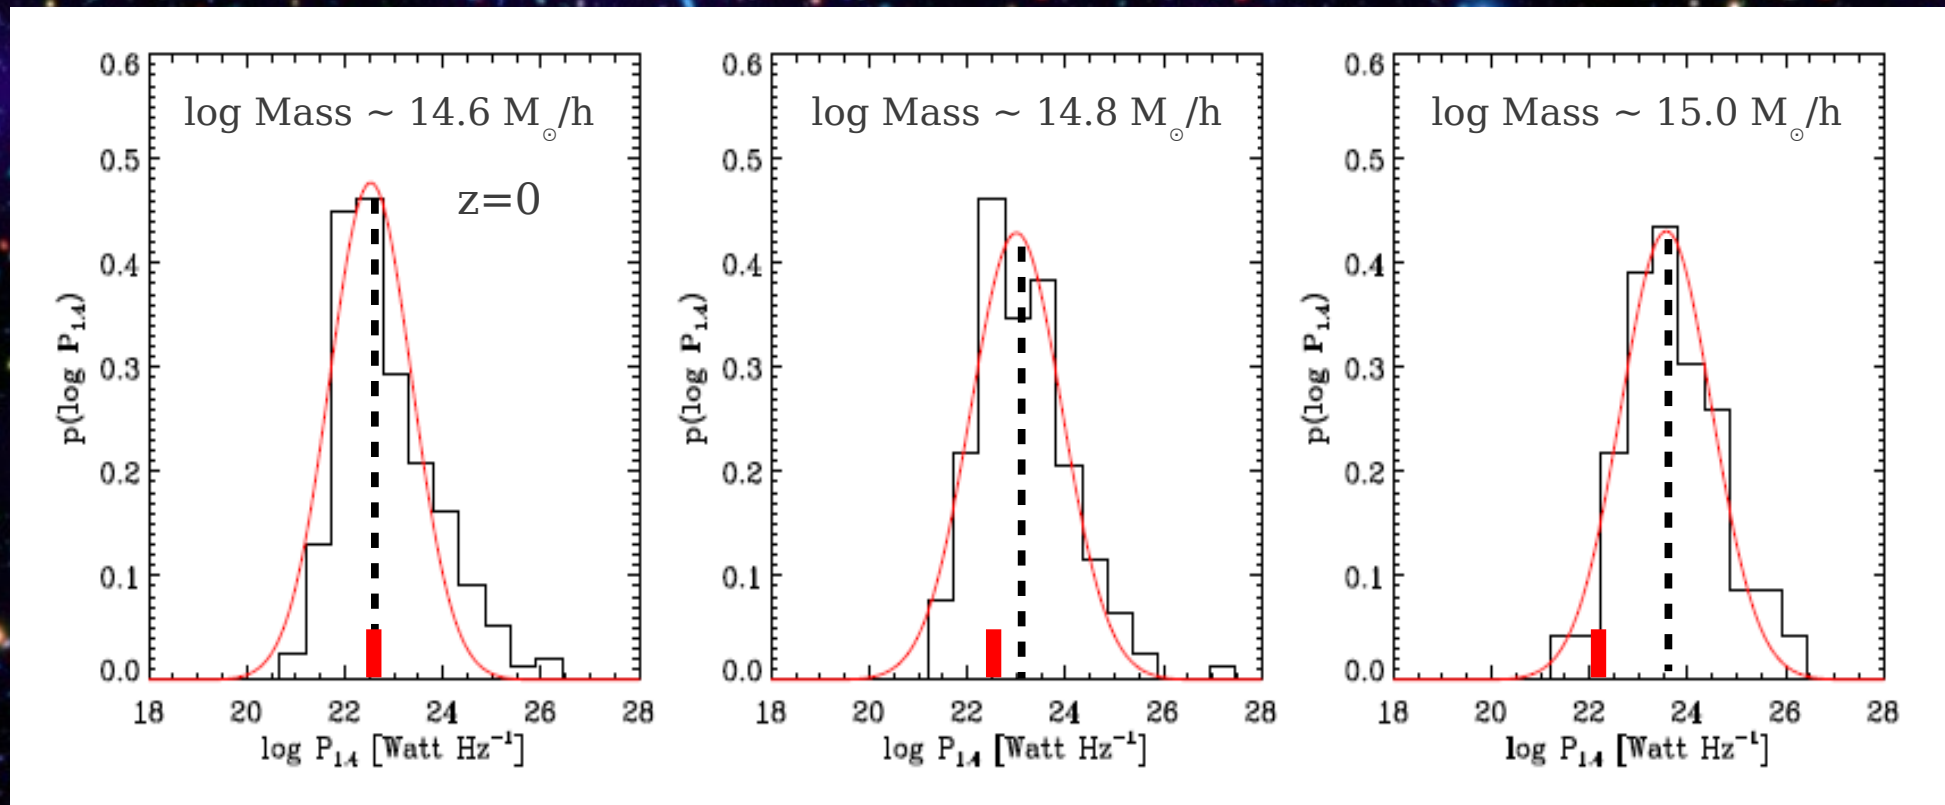 log Mass ~ 14.6 M☉/h
z=0
0.6
0.5
0.4
0.3
0.2
0.1
0.0
p(log P1.4)
18 20 22 24 26 28
log P1.4 [Watt Hz⁻¹]
log Mass ~ 14.8 M☉/h
0.6
0.5
0.4
0.3
0.2
0.1
0.0
p(log P1.4)
18 20 22 24 26 28
log P1.4 [Watt Hz⁻¹]
log Mass ~ 15.0 M☉/h
0.6
0.5
0.4
0.3
0.2
0.1
0.0
p(log P1.4)
18 20 22 24 26 28
log P1.4 [Watt Hz⁻¹]